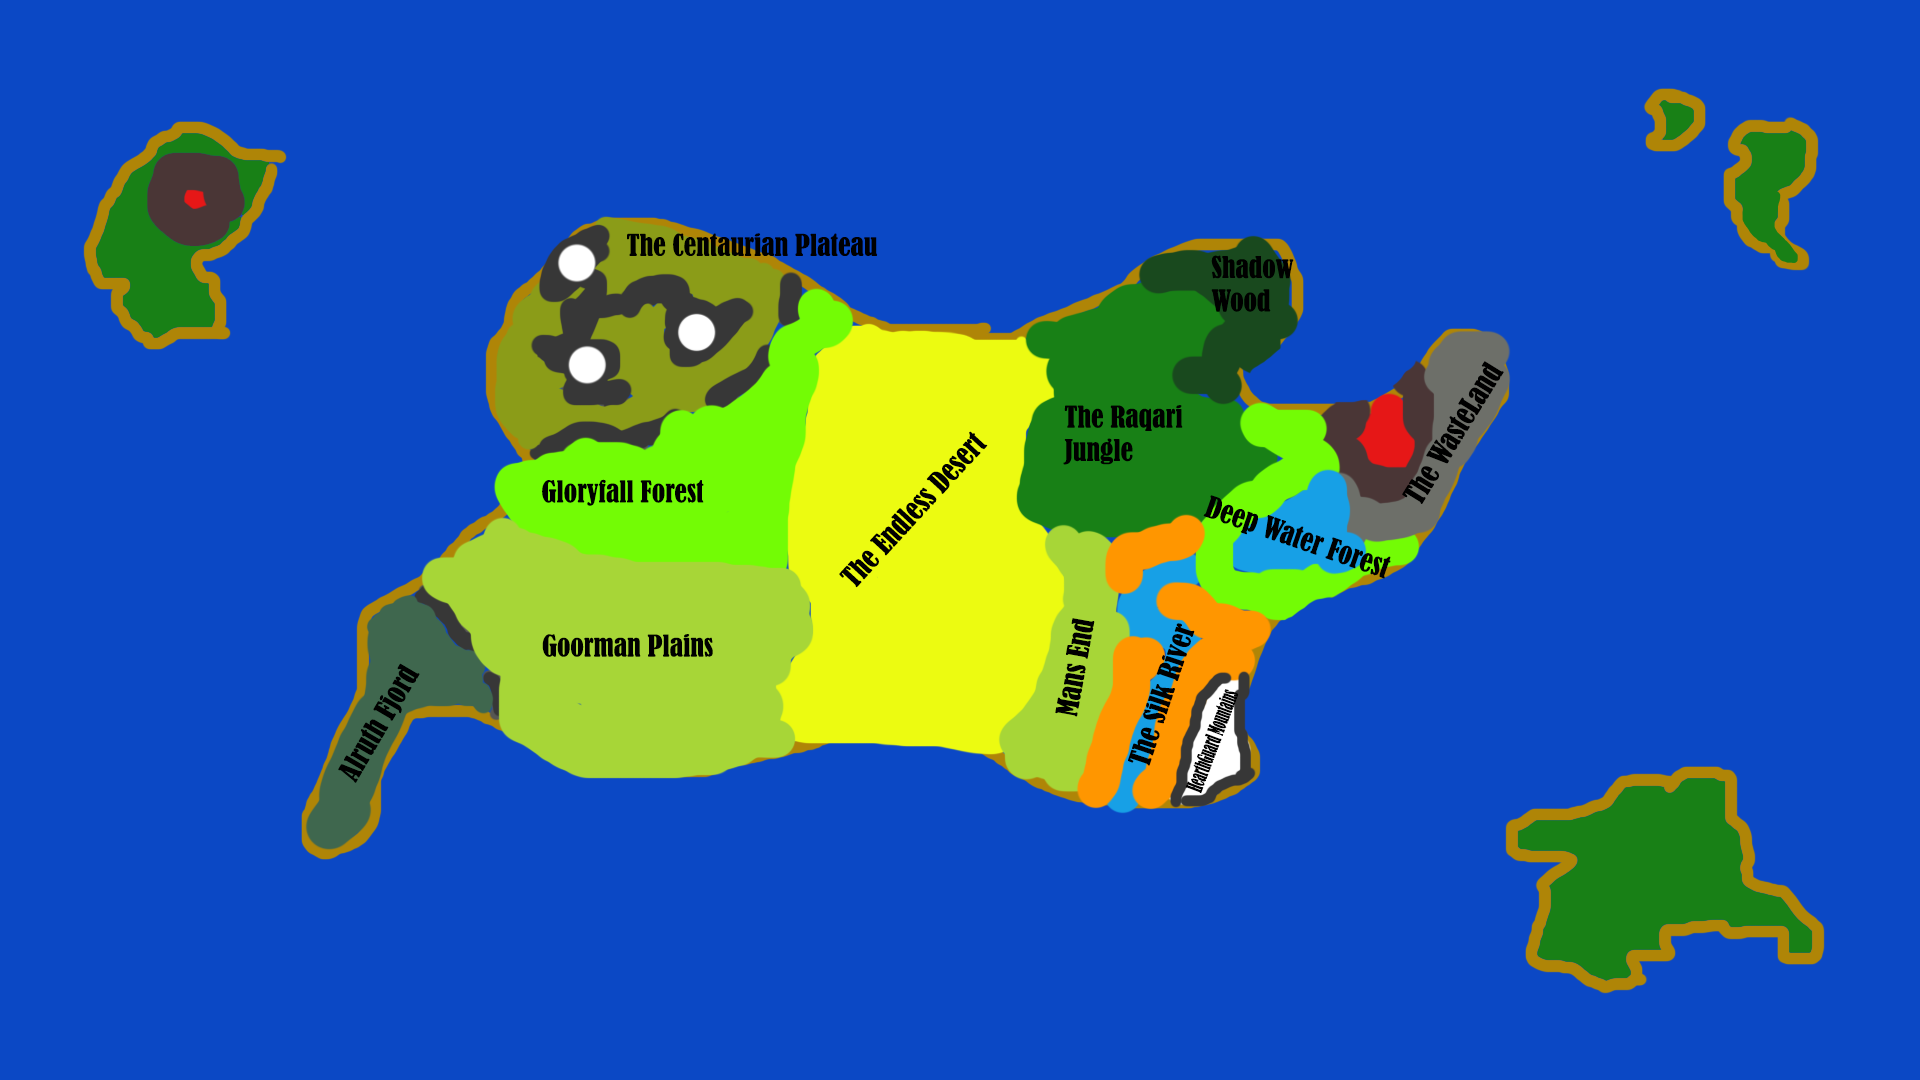 The Centaurian Plateau
Shadow
Wood
The Raqari
Jungle
The WasteLand
Gloryfall Forest
The Endless Desert
Deep Water Forest
Goorman Plains
Mans End
The Silk River
HearthGuard Mountains
Alruth Fjord